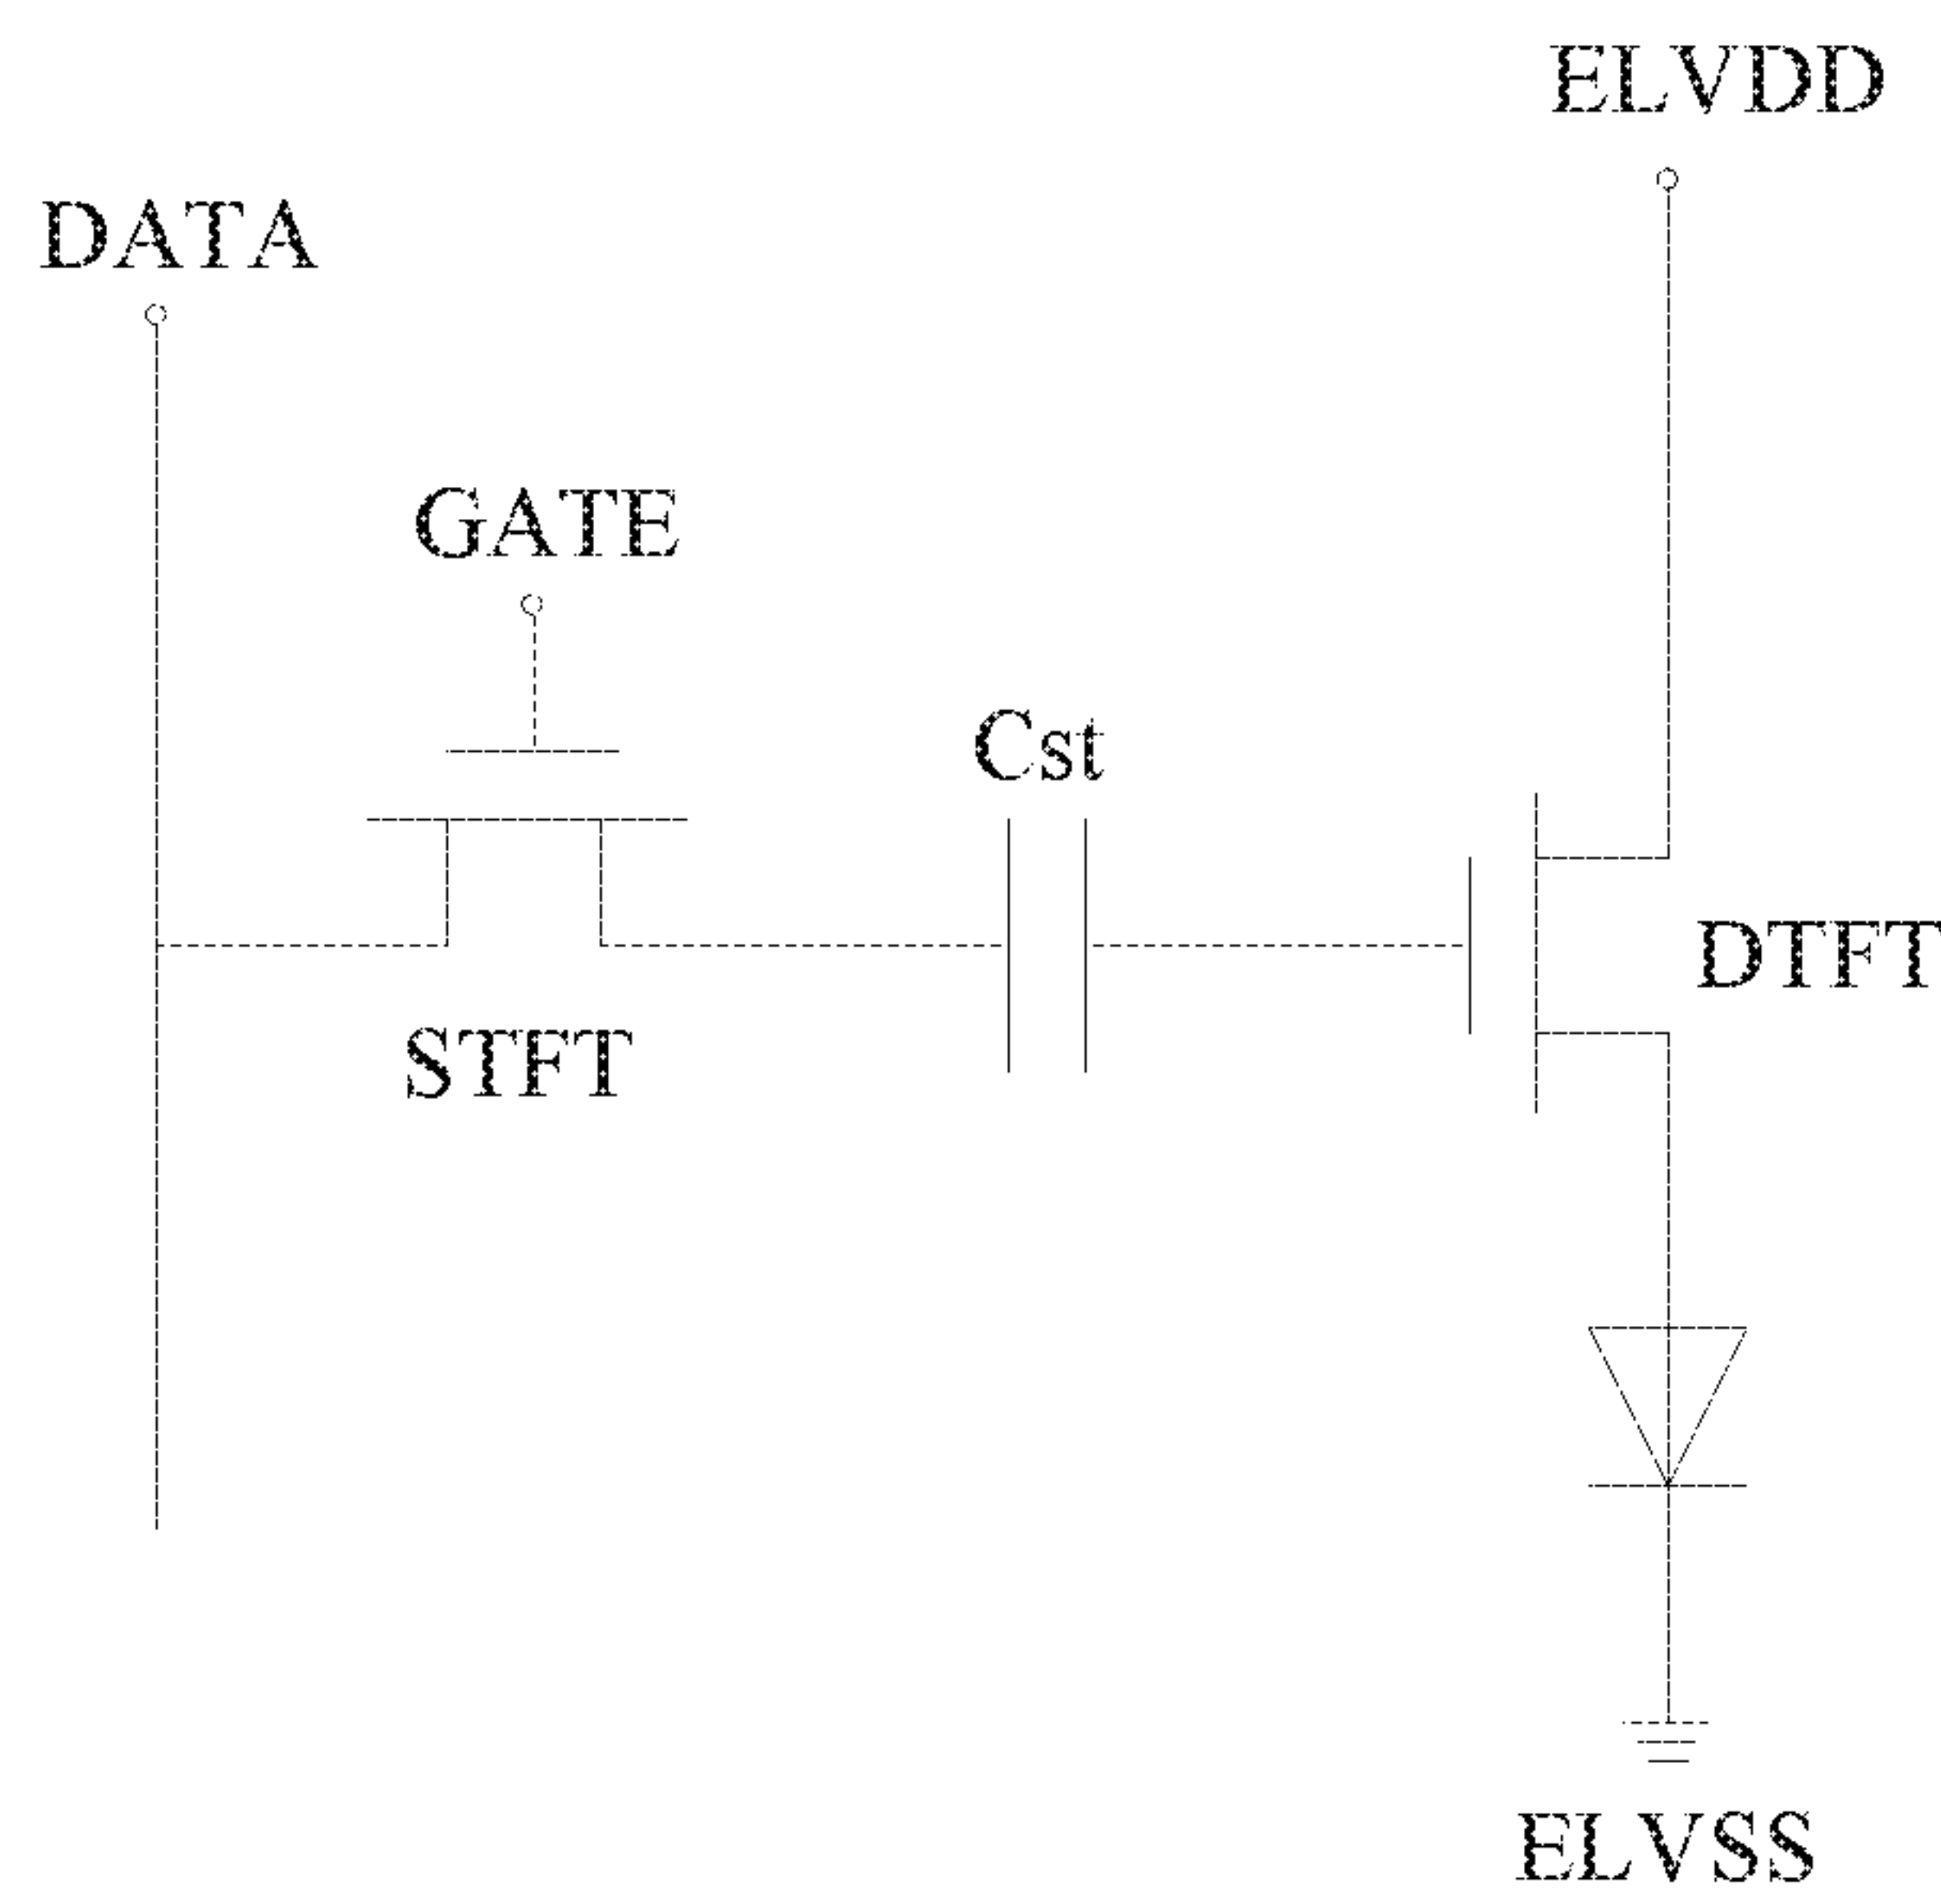 ELVDD
DATA
GATE
Cst
DTFT
STFT
ELVSS